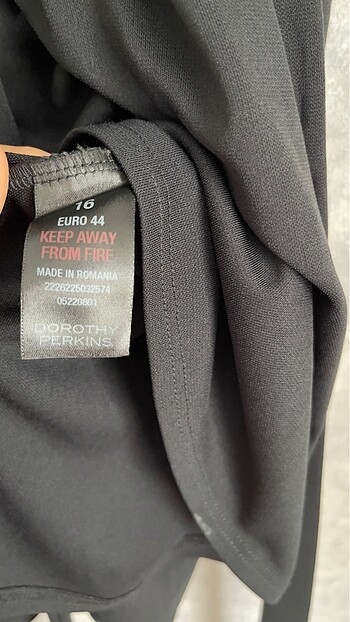 16
EURO 44
KEEP AWAY
FROM FIRE
MADE IN ROMANIA
2226225032574
05220801
DOROTHY
PERKINS